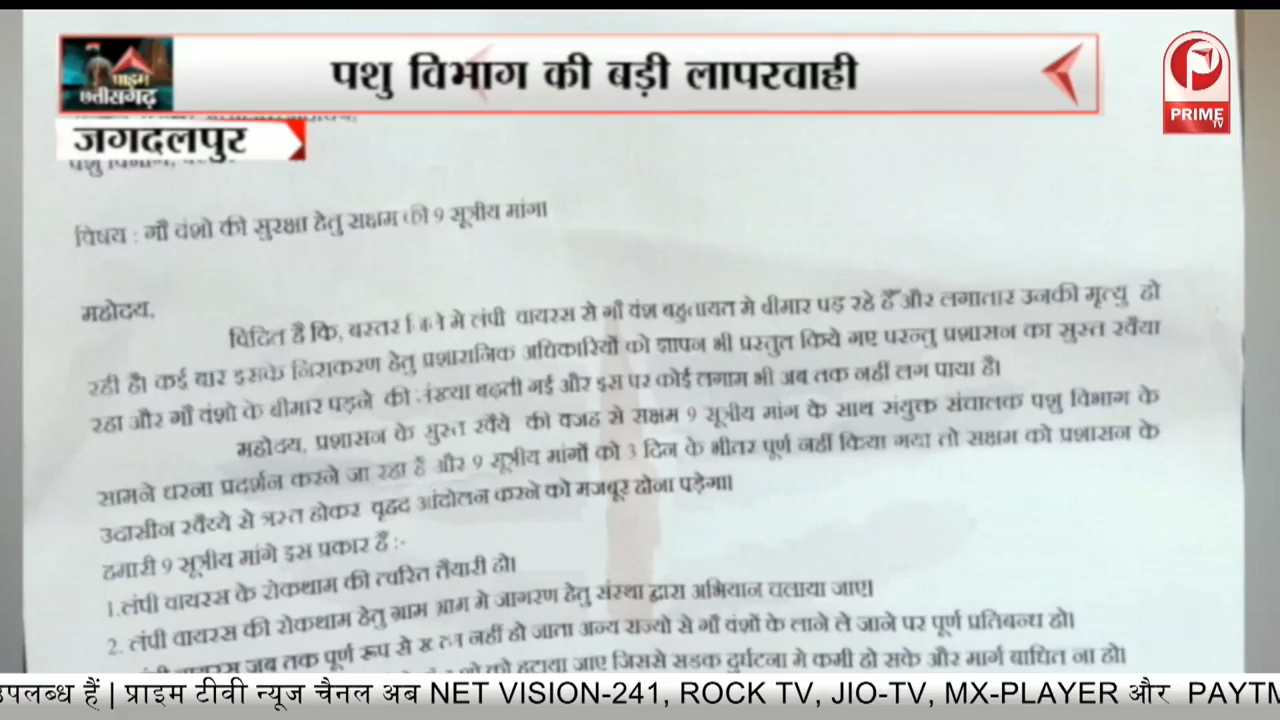 पशु विभाग की बड़ी लापरवाही
प्राइम
छत्तीसगढ़
PRIME
TV
जगदलपुर
पशु विभाग,
विषय : गौ वंशो की सुरक्षा हेतु सक्षम की 9 सूत्रीय मांग।
महोदय,
विदित है कि, बस्तर मे लंपी वायरस से गौ वंश बहुतायत मे बीमार पड़ रहे हैं और लगातार उनकी मृत्यु हो
रही है। कई बार इसके निराकरण हेतु प्रशासनिक अधिकारियों को ज्ञापन भी प्रस्तुत किये गए परन्तु प्रशासन का सुस्त रवैया
रहा और गौ वंशो के बीमार पड़ने की संख्या बढ़ती गई और इस पर कोई लगाम भी अब तक नहीं लग पाया है।
महोदय, प्रशासन के सुस्त रवैये की वजह से सक्षम 9 सूत्रीय मांग के साथ संयुक्त संचालक पशु विभाग के
सामने धरना प्रदर्शन करने जा रहा है और 9 सूत्रीय मांगों को 3 दिन के भीतर पूर्ण नहीं किया गया तो सक्षम को प्रशासन के
उदासीन रवैय्ये से त्रस्त होकर वृहद आंदोलन करने को मजबूर होना पड़ेगा।
हमारी 9 सूत्रीय मांगे इस प्रकार हैं :-
1.लंपी वायरस के रोकथाम की त्वरित तैयारी हो।
2. लंपी वायरस की रोकथाम हेतु ग्राम ग्राम मे जागरण हेतु संस्था द्वारा अभियान चलाया जाए।
वायरस जब तक पूर्ण रूप से नहीं हो जाता अन्य राज्यो से गौ वंशों के लाने ले जाने पर पूर्ण प्रतिबन्ध हो।
को हटाया जाए जिससे सडक दुर्घटना मे कमी हो सके और मार्ग बाधित ना हो।
उपलब्ध हैं | प्राइम टीवी न्यूज चैनल अब NET VISION-241, ROCK TV, JIO-TV, MX-PLAYER और PAYTM